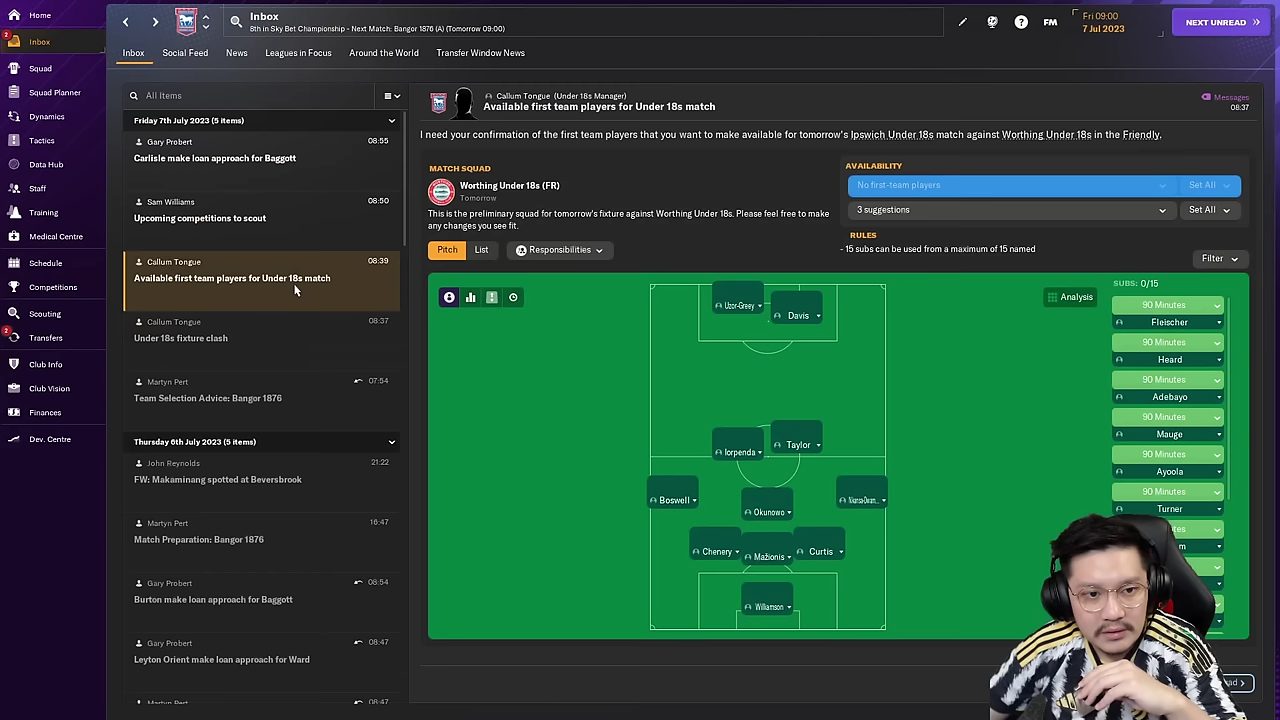 Home
2
Inbox
Squad
Squad Planner
Dynamics
Tactics
Data Hub
Staff
Training
Medical Centre
Schedule
Competitions
Scouting
2
Transfers
Club Info
Club Vision
Finances
Dev. Centre
Inbox
8th in Sky Bet Championship - Next Match: Bangor 1876 (A) (Tomorrow 09:00)
FM
Fri 09:00
7 Jul 2023
NEXT UNREAD
Inbox
Social Feed
News
Leagues in Focus
Around the World
Transfer Window News
All Items
Friday 7th July 2023 (5 items)
Gary Probert 08:55
Carlisle make loan approach for Baggott
Sam Williams 08:50
Upcoming competitions to scout
Callum Tongue 08:39
Available first team players for Under 18s match
Callum Tongue 08:37
Under 18s fixture clash
Martyn Pert 07:54
Team Selection Advice: Bangor 1876
Thursday 6th July 2023 (5 items)
John Reynolds 21:22
FW: Makaminang spotted at Beversbrook
Martyn Pert 16:47
Match Preparation: Bangor 1876
Gary Probert 08:54
Burton make loan approach for Baggott
Gary Probert 08:47
Leyton Orient make loan approach for Ward
Martyn Pert 08:47
Callum Tongue (Under 18s Manager)
Available first team players for Under 18s match
Messages
08:37
I need your confirmation of the first team players that you want to make available for tomorrow's Ipswich Under 18s match against Worthing Under 18s in the Friendly.
MATCH SQUAD
Worthing Under 18s (FR)
Tomorrow
This is the preliminary squad for tomorrow's fixture against Worthing Under 18s. Please feel free to
make any changes you see fit.
AVAILABILITY
No first-team players
Set All
3 suggestions
Set All
RULES
- 15 subs can be used from a maximum of 15 named
Pitch
List
Responsibilities
Filter
Analysis
SUBS: 0/15
Uzor-Greey
Davis
Iorpenda
Taylor
Boswell
Okunowo
Chenery
Mažionis
Curtis
Williamson
90 Minutes
Fleischer
90 Minutes
Heard
90 Minutes
Adebayo
90 Minutes
Mauge
90 Minutes
Ayoola
90 Minutes
Turner